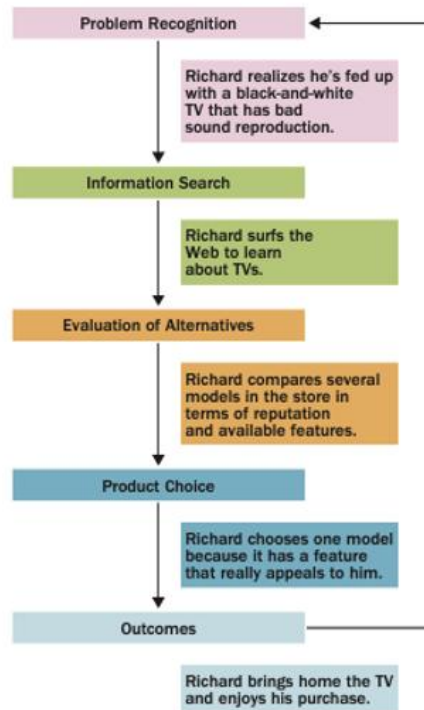 Problem Recognition
Richard realizes he's fed up
with a black-and-white
TV that has bad
sound reproduction.
Information Search
Richard surfs the
Web to learn
about TVs.
Evaluation of Alternatives
Richard compares several
models in the store in
terms of reputation
and available features.
Product Choice
Richard chooses one model
because it has a feature
that really appeals to him.
Outcomes
Richard brings home the TV
and enjoys his purchase.